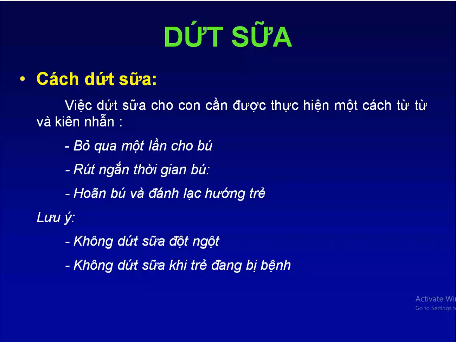 DỨT SỮA
• Cách dứt sữa:
Việc dứt sữa cho con cần được thực hiện một cách từ từ
và kiên nhẫn :
- Bỏ qua một lần cho bú
- Rút ngắn thời gian bú:
- Hoãn bú và đánh lạc hướng trẻ
Lưu ý:
- Không dứt sữa đột ngột
- Không dứt sữa khi trẻ đang bị bệnh
Activate Wi
Go to Settings